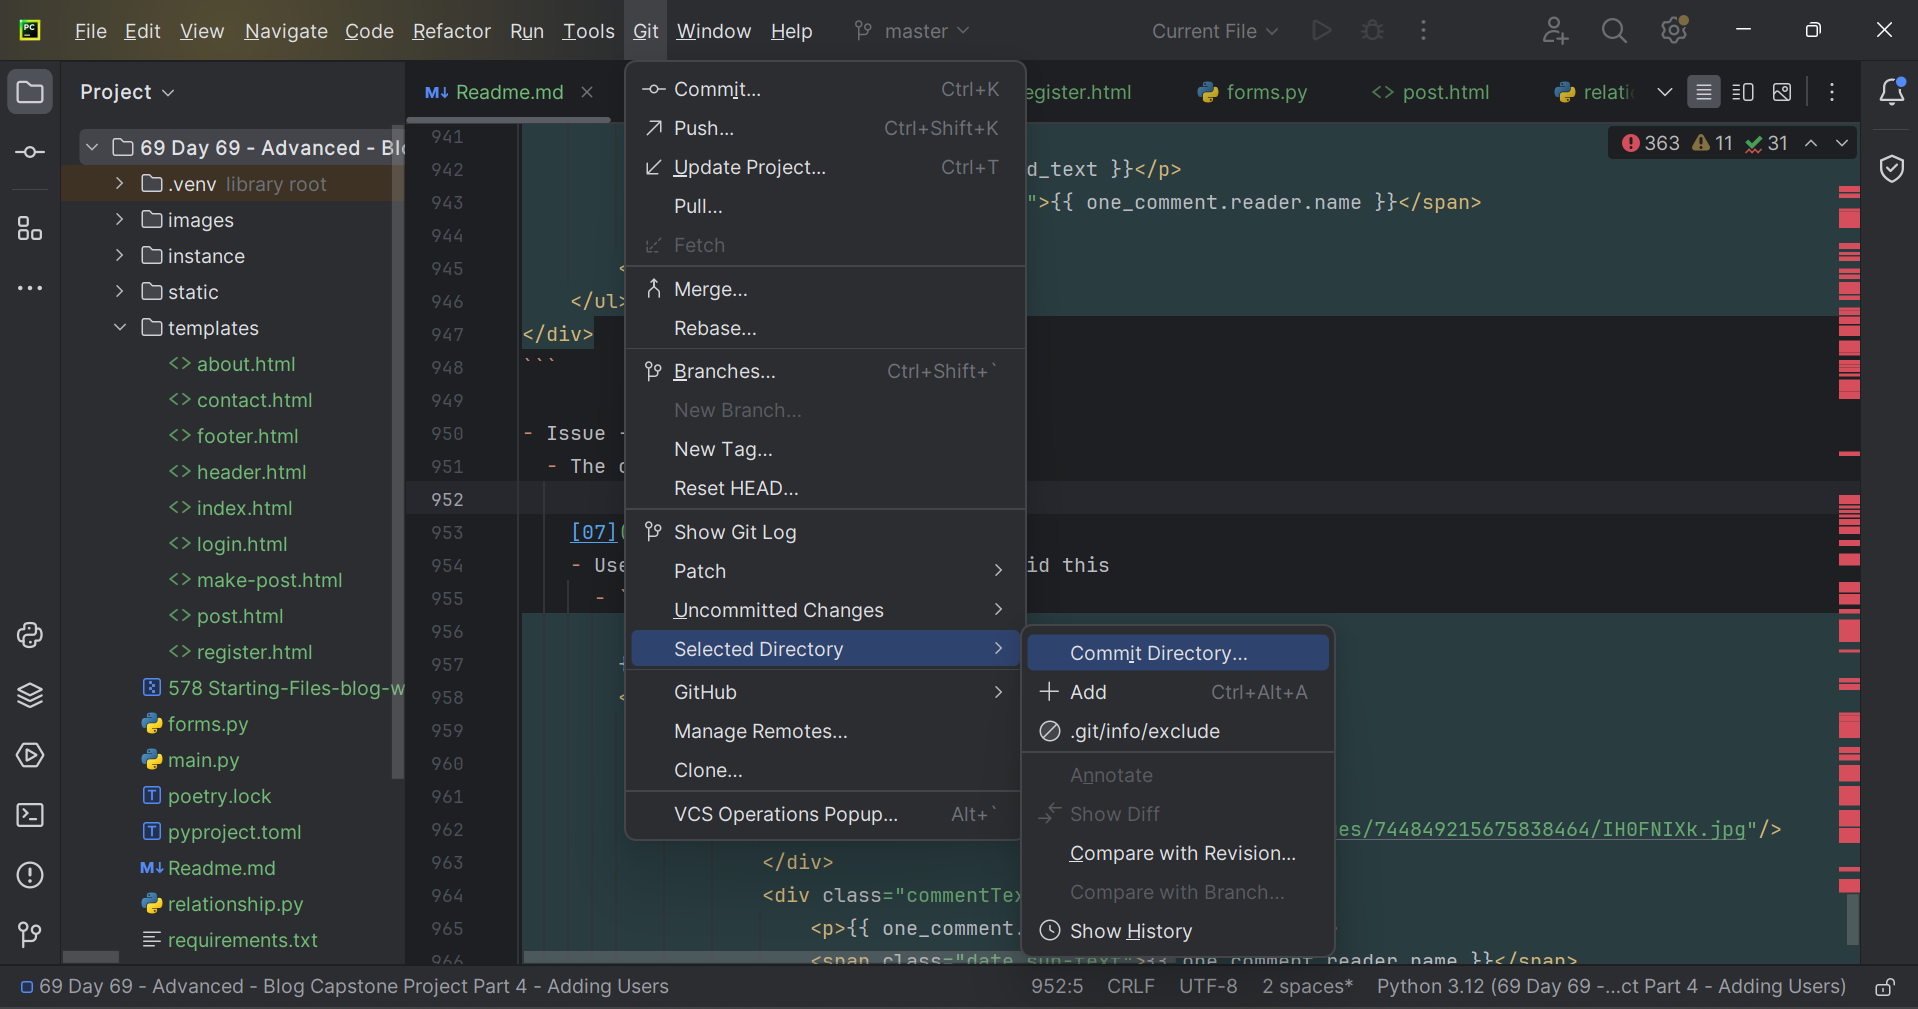 PC File Edit View Navigate Code Refactor Run Tools Git Window Help master Current File
Project
69 Day 69 - Advanced - Blo
.venv library root
images
instance
static
templates
about.html
contact.html
footer.html
header.html
index.html
login.html
make-post.html
post.html
register.html
578 Starting-Files-blog-w
forms.py
main.py
poetry.lock
pyproject.toml
Readme.md
relationship.py
requirements.txt
Readme.md egister.html forms.py post.html relati
363 11 31
941
942 d_text }}</p>
943 ">{{ one_comment.reader.name }}</span>
944
945 <
946 </ul>
947 </div>
948 ```
949
950 - Issue -
951 - The
952
953 [07](
954 - Use id this
955 - `
956
957
958 <
959
960
961
962 es/744849215675838464/IH0FNIXk.jpg"/>
963 </div>
964 <div class="commentTex
965 <p>{{ one_comment.
966 <span class="date sub-text">{{ one_comment.reader.name }}</span>
Commit... Ctrl+K
Push... Ctrl+Shift+K
Update Project... Ctrl+T
Pull...
Fetch
Merge...
Rebase...
Branches... Ctrl+Shift+`
New Branch...
New Tag...
Reset HEAD...
Show Git Log
Patch
Uncommitted Changes
Selected Directory
GitHub
Manage Remotes...
Clone...
VCS Operations Popup... Alt+`
Commit Directory...
Add Ctrl+Alt+A
.git/info/exclude
Annotate
Show Diff
Compare with Revision...
Compare with Branch...
Show History
69 Day 69 - Advanced - Blog Capstone Project Part 4 - Adding Users 952:5 CRLF UTF-8 2 spaces* Python 3.12 (69 Day 69 -...ct Part 4 - Adding Users)